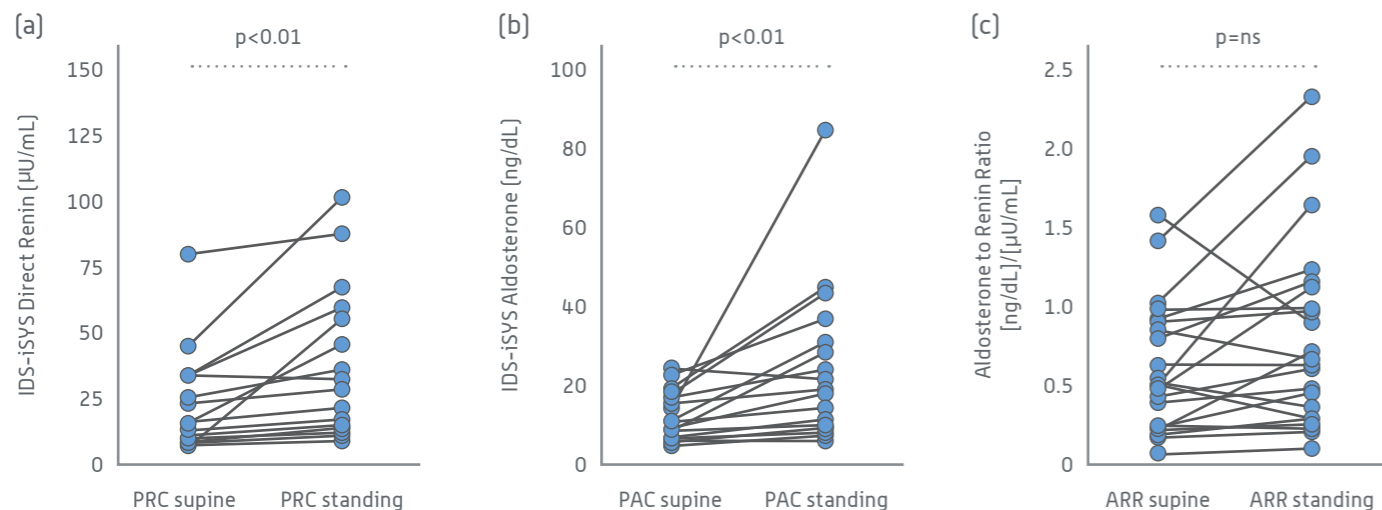 (a)
p<0.01
IDS-iSYS Direct Renin [µU/mL]
150
125
100
75
50
25
0
PRC supine PRC standing
(b)
p<0.01
IDS-iSYS Aldosterone [ng/dL]
100
80
60
40
20
0
PAC supine PAC standing
(c)
p=ns
Aldosterone to Renin Ratio
[ng/dL]/[µU/mL]
2.5
2.0
1.5
1.0
0.5
0
ARR supine ARR standing